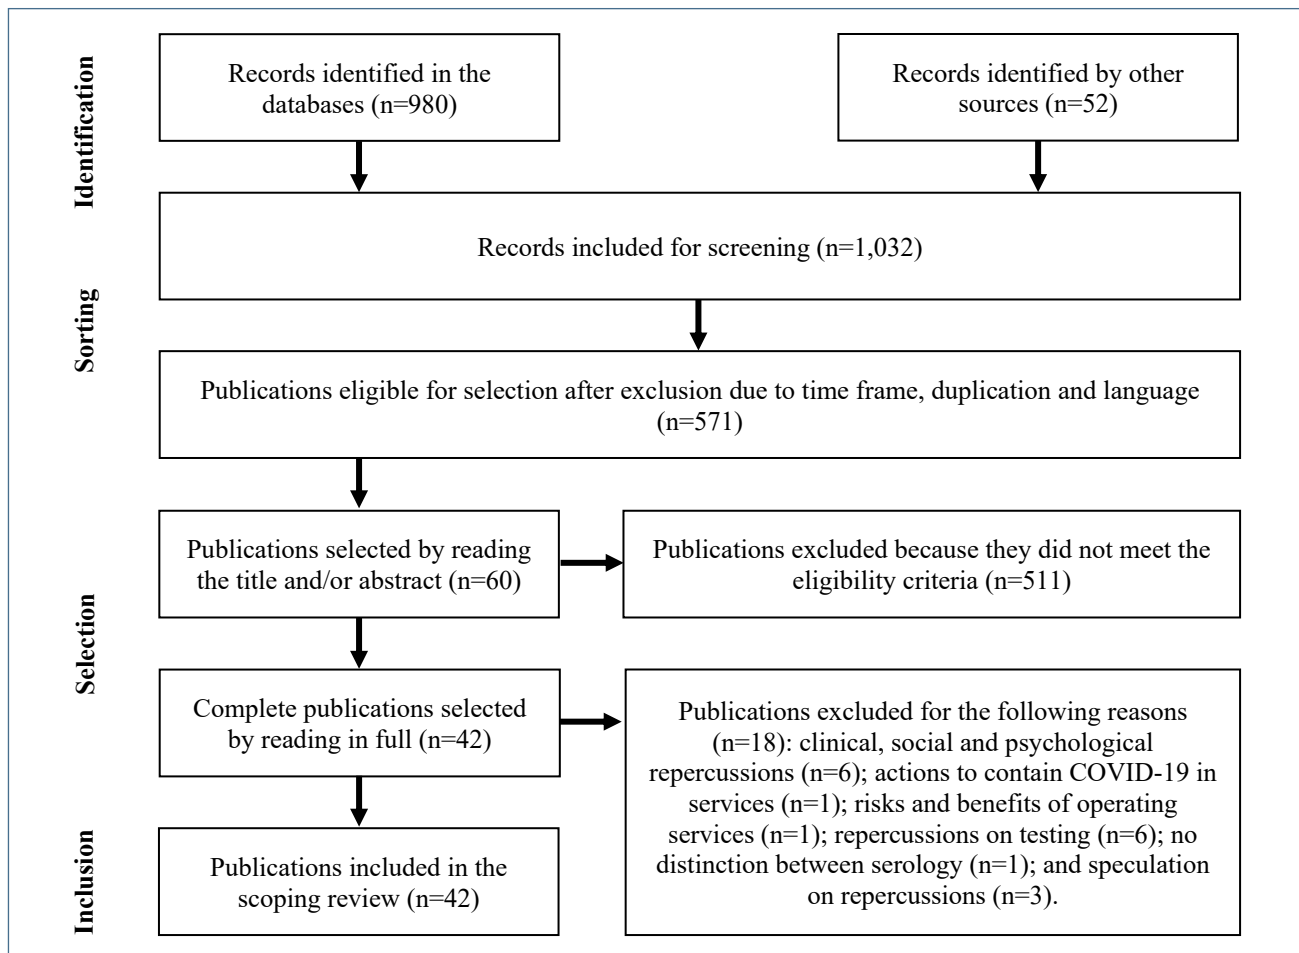 Identification
Records identified in the
databases (n=980)
Records identified by other
sources (n=52)
Records included for screening (n=1,032)
Sorting
Publications eligible for selection after exclusion due to time frame, duplication and language
(n=571)
Selection
Publications selected by reading
the title and/or abstract (n=60)
Publications excluded because they did not meet the
eligibility criteria (n=511)
Complete publications selected
by reading in full (n=42)
Publications excluded for the following reasons
(n=18): clinical, social and psychological
repercussions (n=6); actions to contain COVID-19 in
services (n=1); risks and benefits of operating
services (n=1); repercussions on testing (n=6); no
distinction between serology (n=1); and speculation
on repercussions (n=3).
Inclusion
Publications included in the
scoping review (n=42)